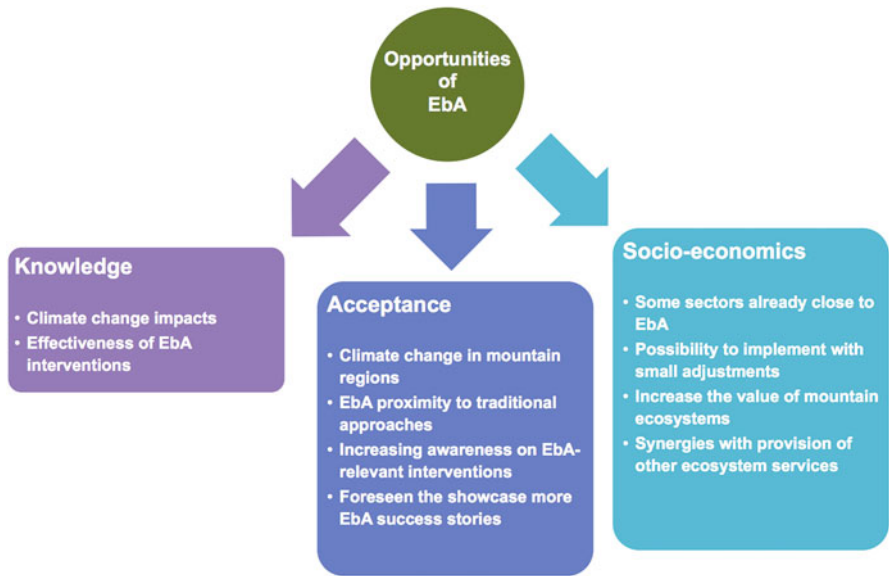 Opportunities
of
EbA
Knowledge
• Climate change impacts
• Effectiveness of EbA
interventions
Acceptance
• Climate change in mountain
regions
• EbA proximity to traditional
approaches
• Increasing awareness on EbA-
relevant interventions
• Foreseen the showcase more
EbA success stories
Socio-economics
• Some sectors already close to
EbA
• Possibility to implement with
small adjustments
• Increase the value of mountain
ecosystems
• Synergies with provision of
other ecosystem services